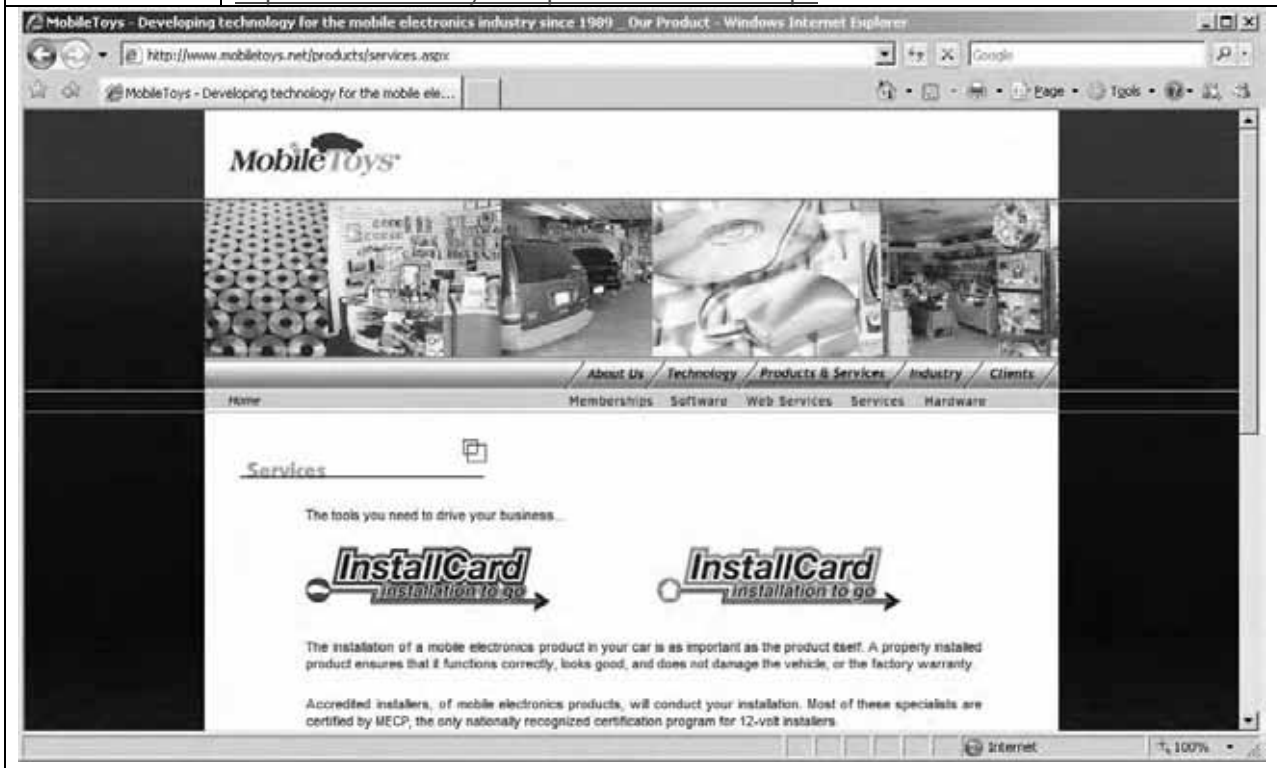 MobileToys - Developing technology for the mobile electronics industry since 1989 _ Our Product - Windows Internet Explorer
http://www.mobiletoys.net/products/services.aspx
Google
MobileToys - Developing technology for the mobile ele...
Page
Tools
MobileToys
About Us / Technology / Products & Services / Industry / Clients /
Home
Memberships Software Web Services Services Hardware
Services
The tools you need to drive your business...
InstallCard
installation to go
InstallCard
installation to go
The installation of a mobile electronics product in your car is as important as the product itself. A properly installed
product ensures that it functions correctly, looks good, and does not damage the vehicle, or the factory warranty.
Accredited installers, of mobile electronics products, will conduct your installation. Most of these specialists are
certified by MECP, the only nationally recognized certification program for 12-volt installers.
Internet
100%